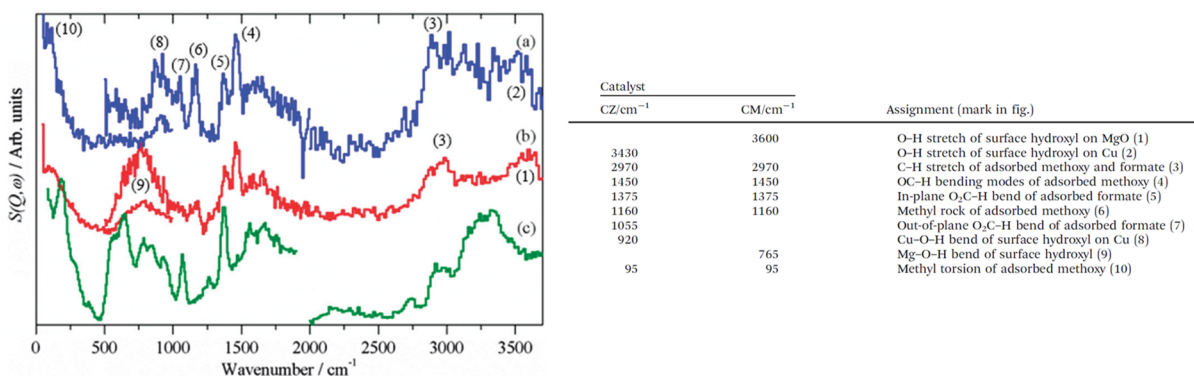 (10)
(8)
(7)
(6)
(5)
(4)
(3)
(a)
(2)
(b)
(3)
(1)
(9)
(c)
S(Q,ω) / Arb. units
0 500 1000 1500 2000 2500 3000 3500
Wavenumber / cm⁻¹
Catalyst
CZ/cm⁻¹ CM/cm⁻¹ Assignment (mark in fig.)
3600 O–H stretch of surface hydroxyl on MgO (1)
3430 O–H stretch of surface hydroxyl on Cu (2)
2970 2970 C–H stretch of adsorbed methoxy and formate (3)
1450 1450 OC–H bending modes of adsorbed methoxy (4)
1375 1375 In-plane O₂C–H bend of adsorbed formate (5)
1160 1160 Methyl rock of adsorbed methoxy (6)
1055 Out-of-plane O₂C–H bend of adsorbed formate (7)
920 Cu–O–H bend of surface hydroxyl on Cu (8)
765 Mg–O–H bend of surface hydroxyl (9)
95 95 Methyl torsion of adsorbed methoxy (10)